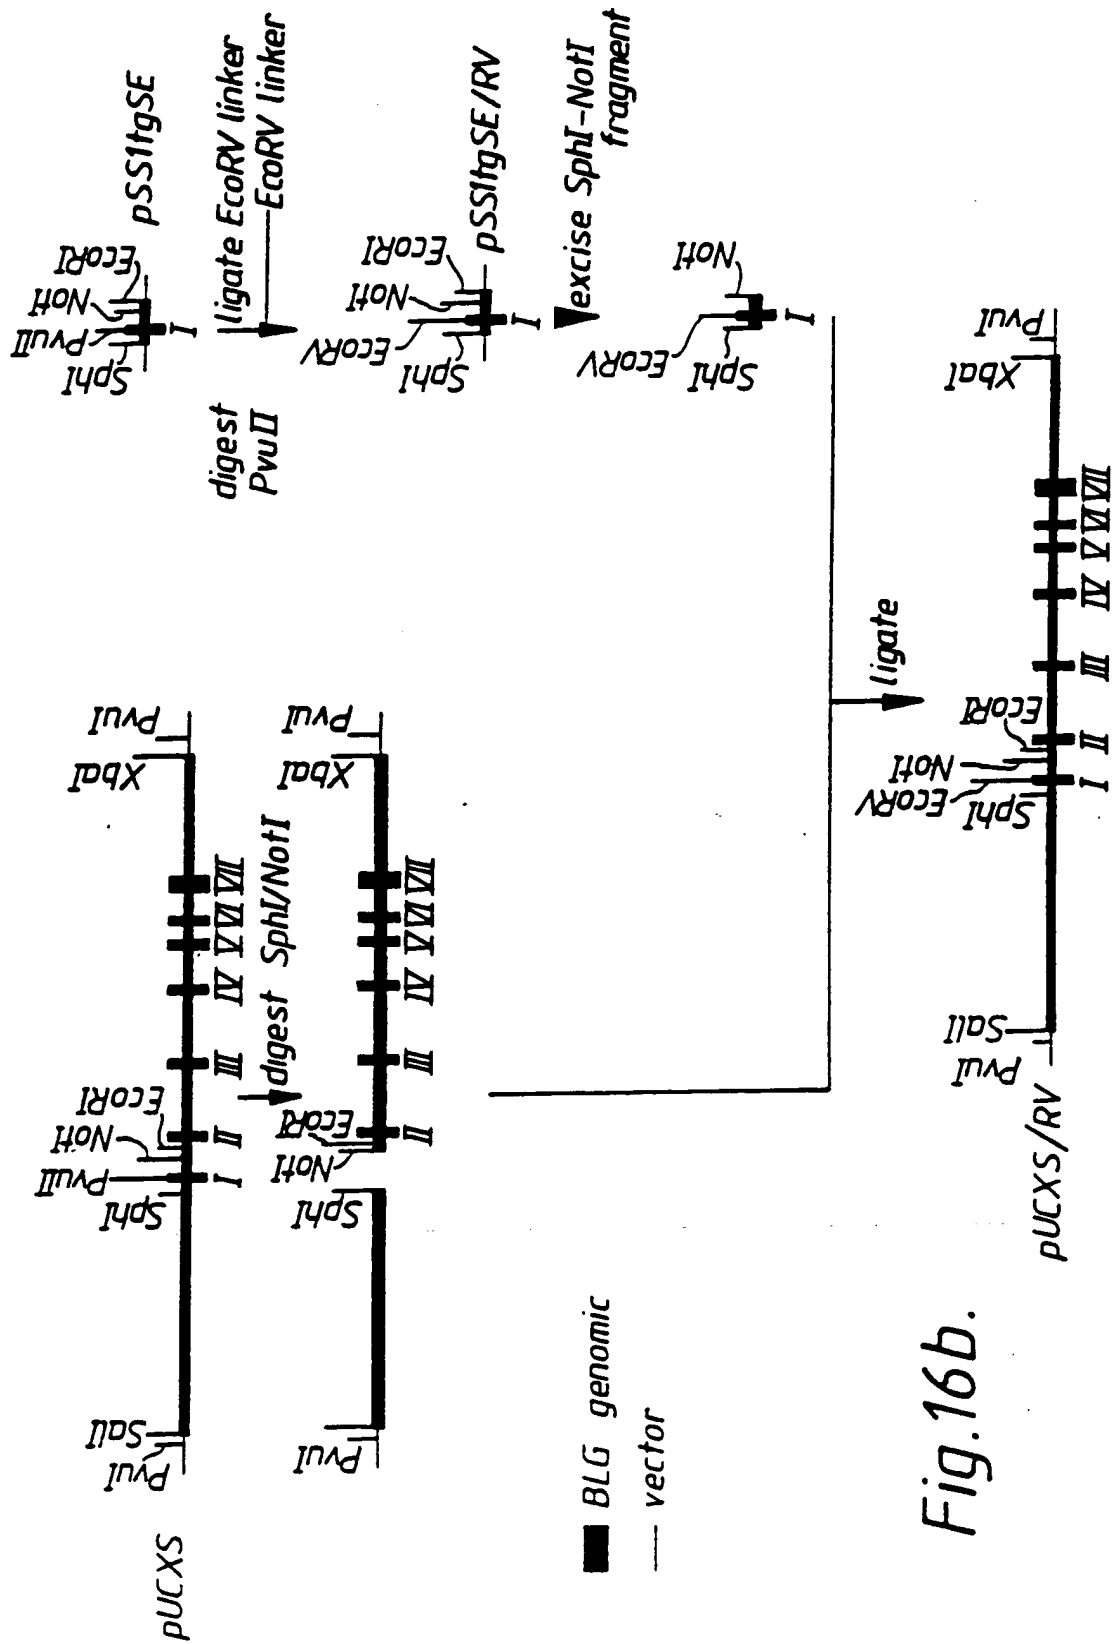 pUCXS
PvuI
SalI
SphI
PvuII
NotI
EcoRI
XbaI
PvuI
I II III IV V VI VII
digest SphI/NotI
PvuI
SphI
NotI
EcoRI
XbaI
PvuI
II III IV V VI VII
pSS1tgSE
SphI
PvuII
NotI
EcoRI
I
digest
PvuII
ligate EcoRV linker
EcoRV linker
pSS1tgSE/RV
SphI
EcoRV
NotI
EcoRI
I
excise SphI-NotI
fragment
SphI
EcoRV
NotI
I
BLG genomic
vector
ligate
pUCXS/RV
PvuI
SalI
SphI
EcoRV
NotI
EcoRI
XbaI
PvuI
I II III IV V VI VII
Fig.16b.